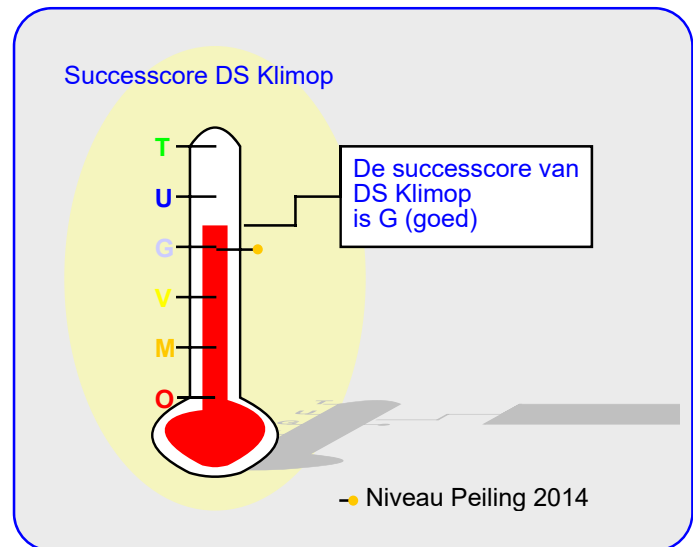 Successcore DS Klimop
T
U
G
V
M
O
De successcore van
DS Klimop
is G (goed)
T
U
G
Niveau Peiling 2014